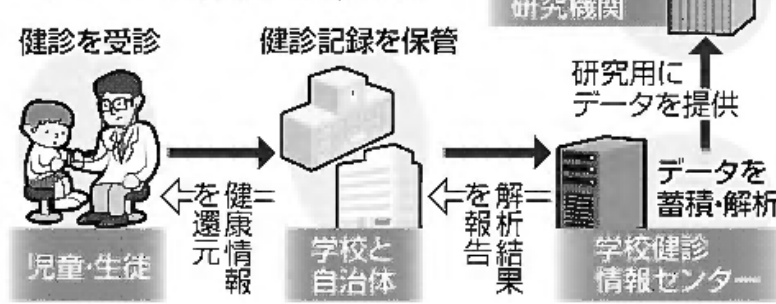 研究機関
健診を受診
健診記録を保管
研究用に
データを提供
データを
蓄積・解析
健康情報
を還元
解析結果
を報告
児童・生徒
学校と
自治体
学校健診
情報センター